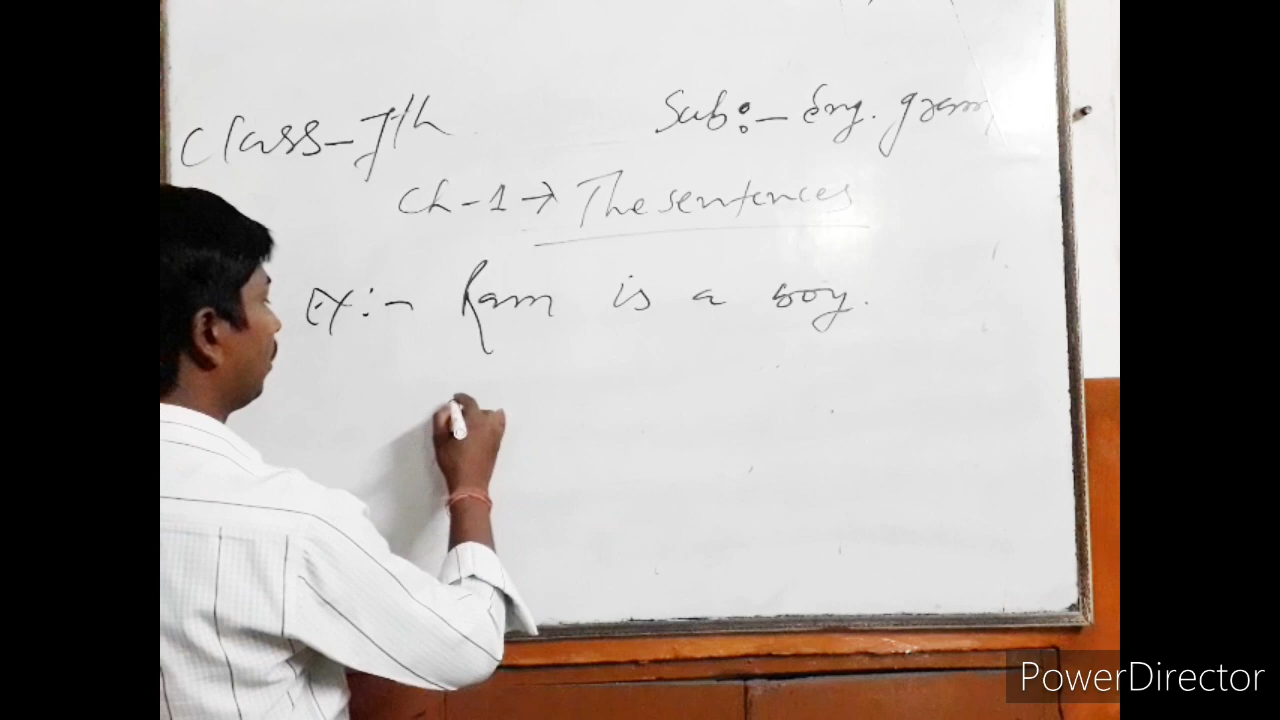 Class-7th Sub:- Eng. gram
Ch-1→ The sentences
Ex:- Ram is a boy.
PowerDirector